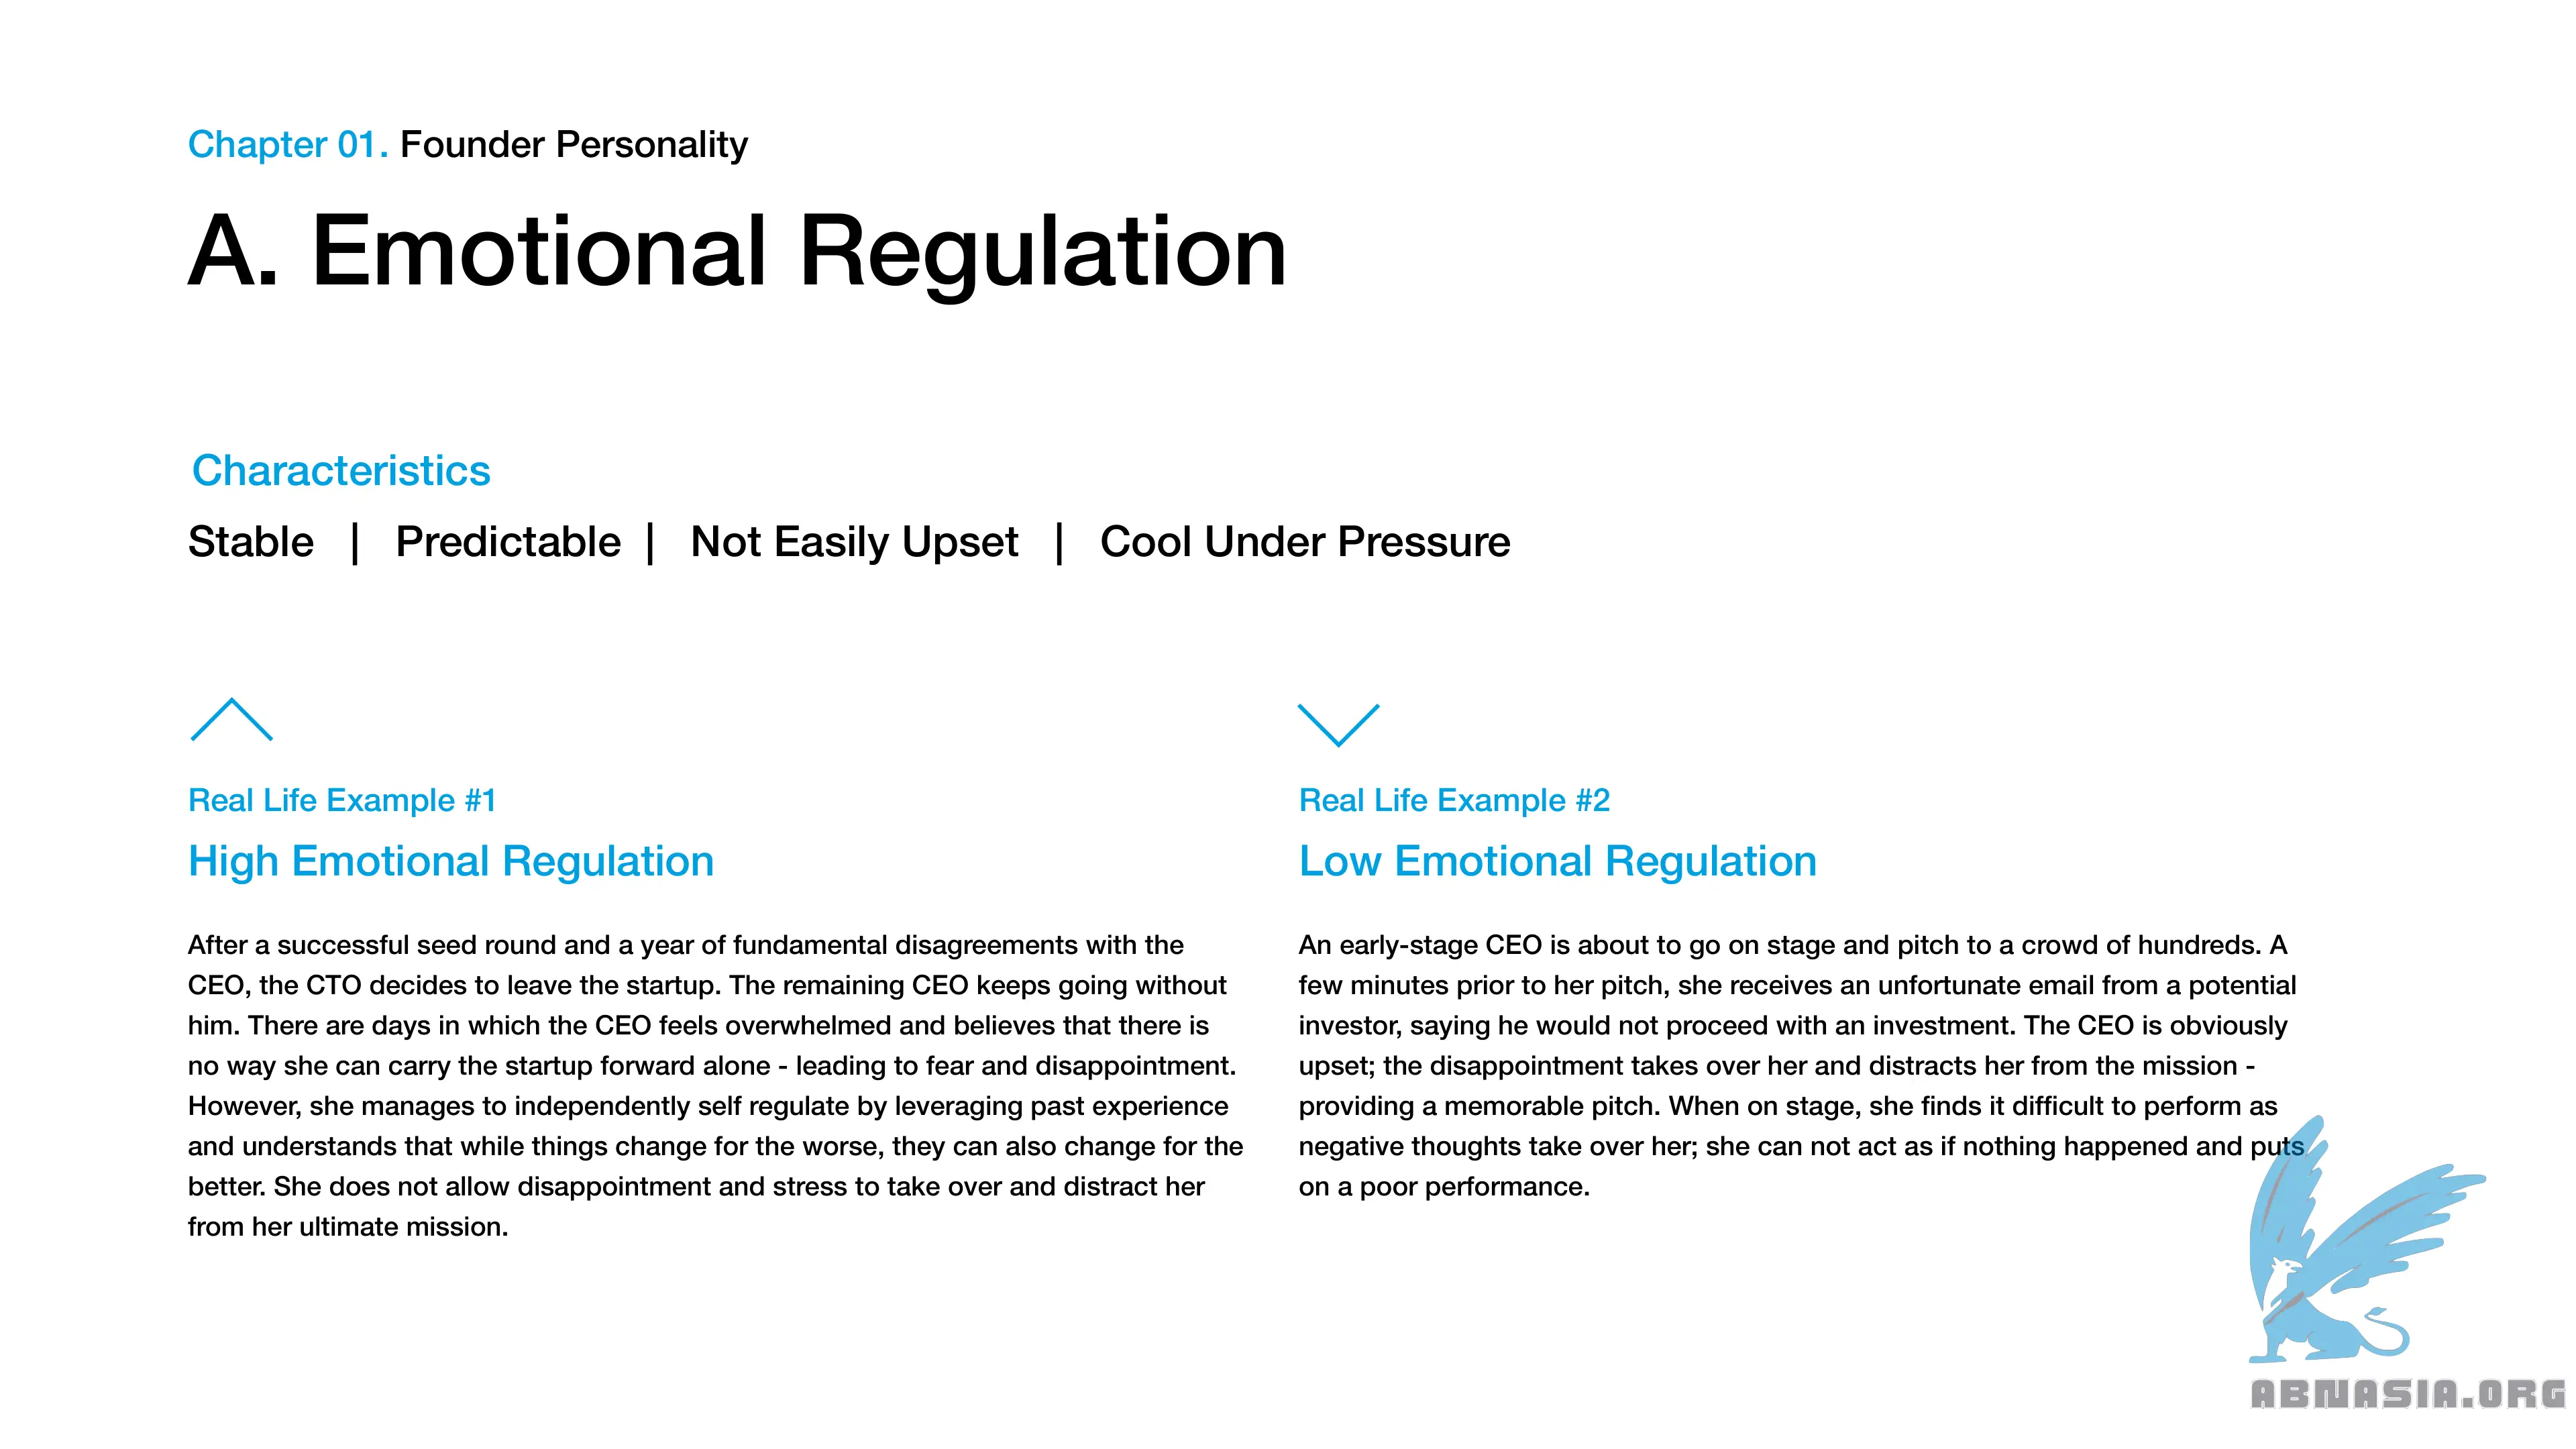 Chapter 01. Founder Personality
A. Emotional Regulation
Characteristics
Stable | Predictable | Not Easily Upset | Cool Under Pressure
Real Life Example #1
High Emotional Regulation
After a successful seed round and a year of fundamental disagreements with the
CEO, the CTO decides to leave the startup. The remaining CEO keeps going without
him. There are days in which the CEO feels overwhelmed and believes that there is
no way she can carry the startup forward alone - leading to fear and disappointment.
However, she manages to independently self regulate by leveraging past experience
and understands that while things change for the worse, they can also change for the
better. She does not allow disappointment and stress to take over and distract her
from her ultimate mission.
Real Life Example #2
Low Emotional Regulation
An early-stage CEO is about to go on stage and pitch to a crowd of hundreds. A
few minutes prior to her pitch, she receives an unfortunate email from a potential
investor, saying he would not proceed with an investment. The CEO is obviously
upset; the disappointment takes over her and distracts her from the mission -
providing a memorable pitch. When on stage, she finds it difficult to perform as
negative thoughts take over her; she can not act as if nothing happened and puts
on a poor performance.
ABNASIA.ORG